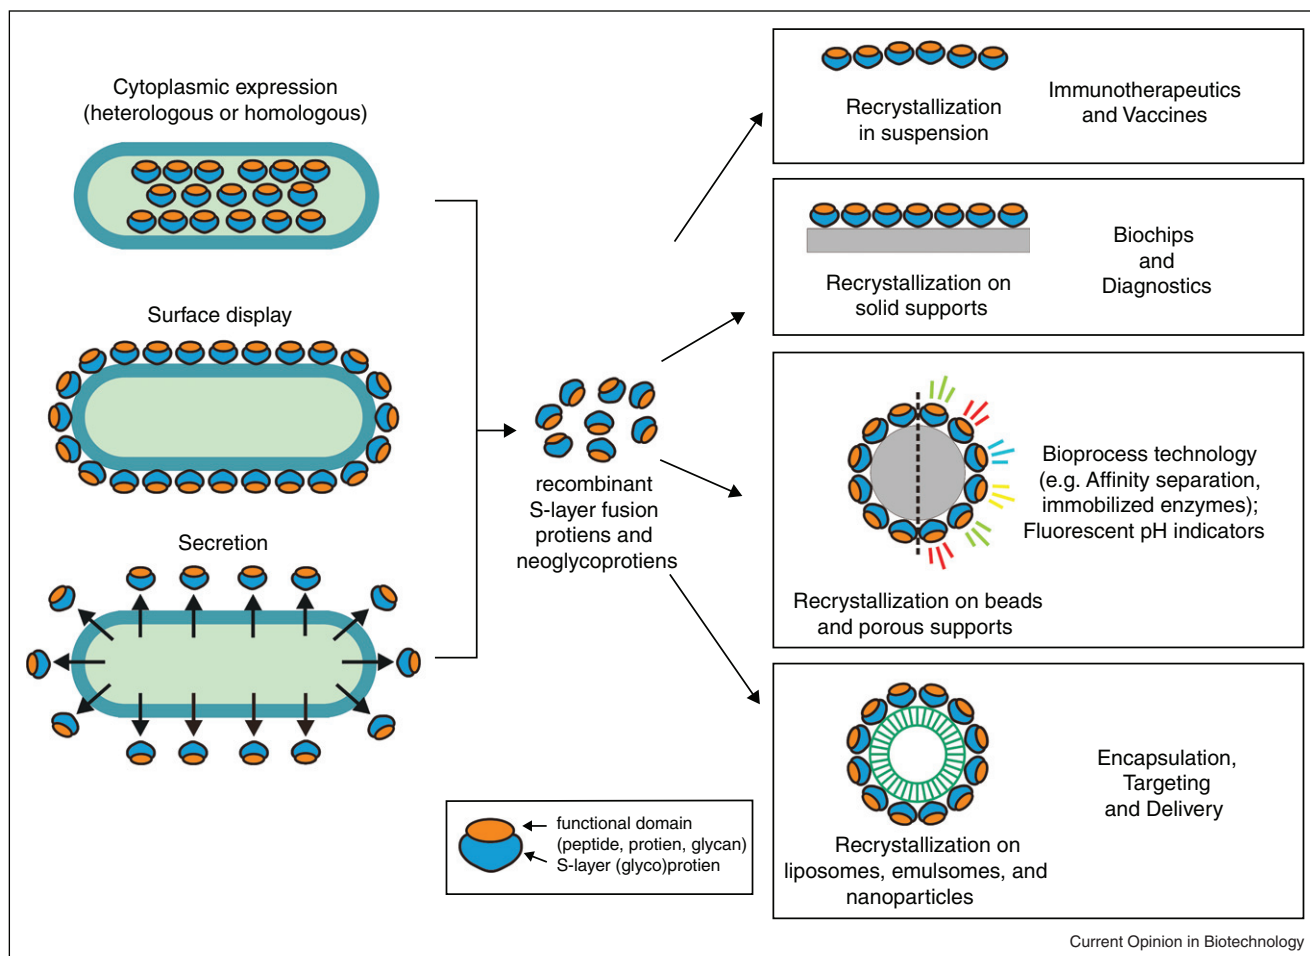 Cytoplasmic expression
(heterologous or homologous)
Surface display
Secretion
recombinant
S-layer fusion
protiens and
neoglycoprotiens
functional domain
(peptide, protien, glycan)
S-layer (glyco)protien
Recrystallization
in suspension
Immunotherapeutics
and Vaccines
Recrystallization on
solid supports
Biochips
and
Diagnostics
Bioprocess technology
(e.g. Affinity separation,
immobilized enzymes);
Fluorescent pH indicators
Recrystallization on beads
and porous supports
Encapsulation,
Targeting
and Delivery
Recrystallization on
liposomes, emulsomes, and
nanoparticles
Current Opinion in Biotechnology